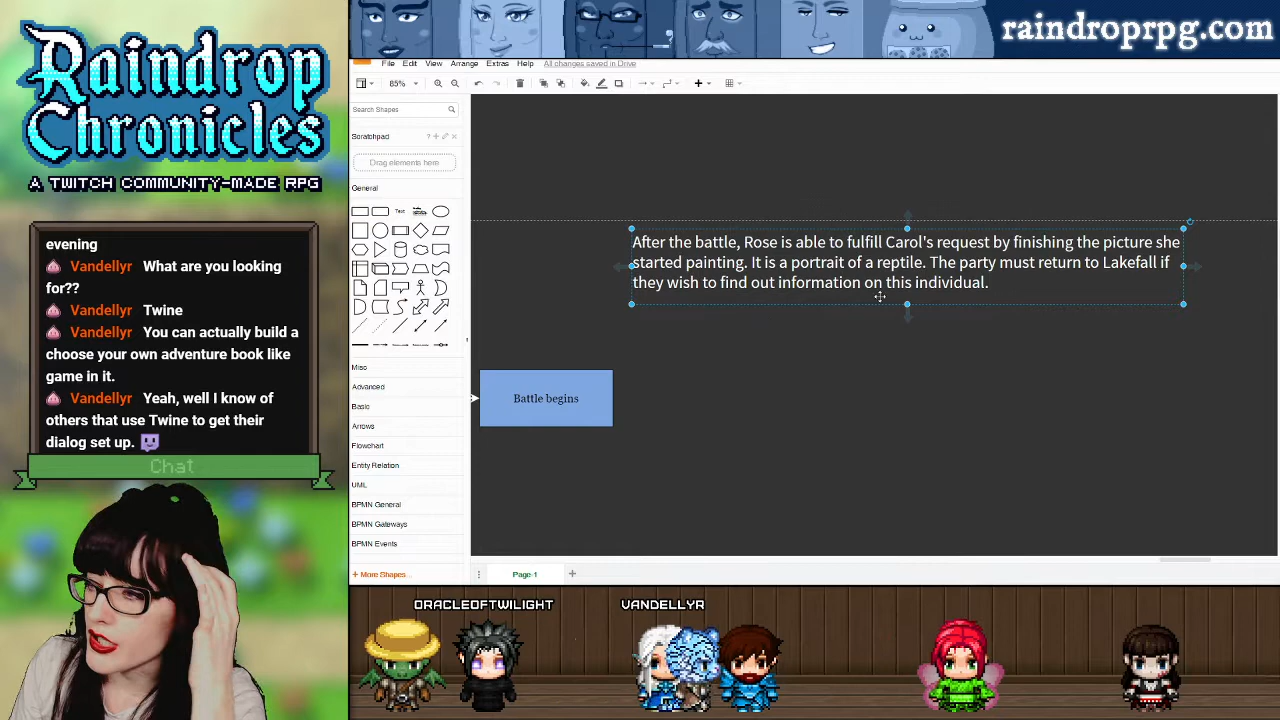 Raindrop
Chronicles
A TWITCH COMMUNITY-MADE RPG
raindroprpg.com
File Edit View Arrange Extras Help All changes saved in Drive
85%
Search Shapes
Scratchpad
Drag elements here
General
Text
Misc
Advanced
Basic
Arrows
Flowchart
Entity Relation
UML
BPMN General
BPMN Gateways
BPMN Events
+ More Shapes...
Page-1
After the battle, Rose is able to fulfill Carol's request by finishing the picture she
started painting. It is a portrait of a reptile. The party must return to Lakefall if
they wish to find out information on this individual.
Battle begins
evening
Vandellyr What are you looking
for??
Vandellyr Twine
Vandellyr You can actually build a
choose your own adventure book like
game in it.
Vandellyr Yeah, well I know of
others that use Twine to get their
dialog set up.
Chat
ORACLEOFTWILIGHT
VANDELLYR